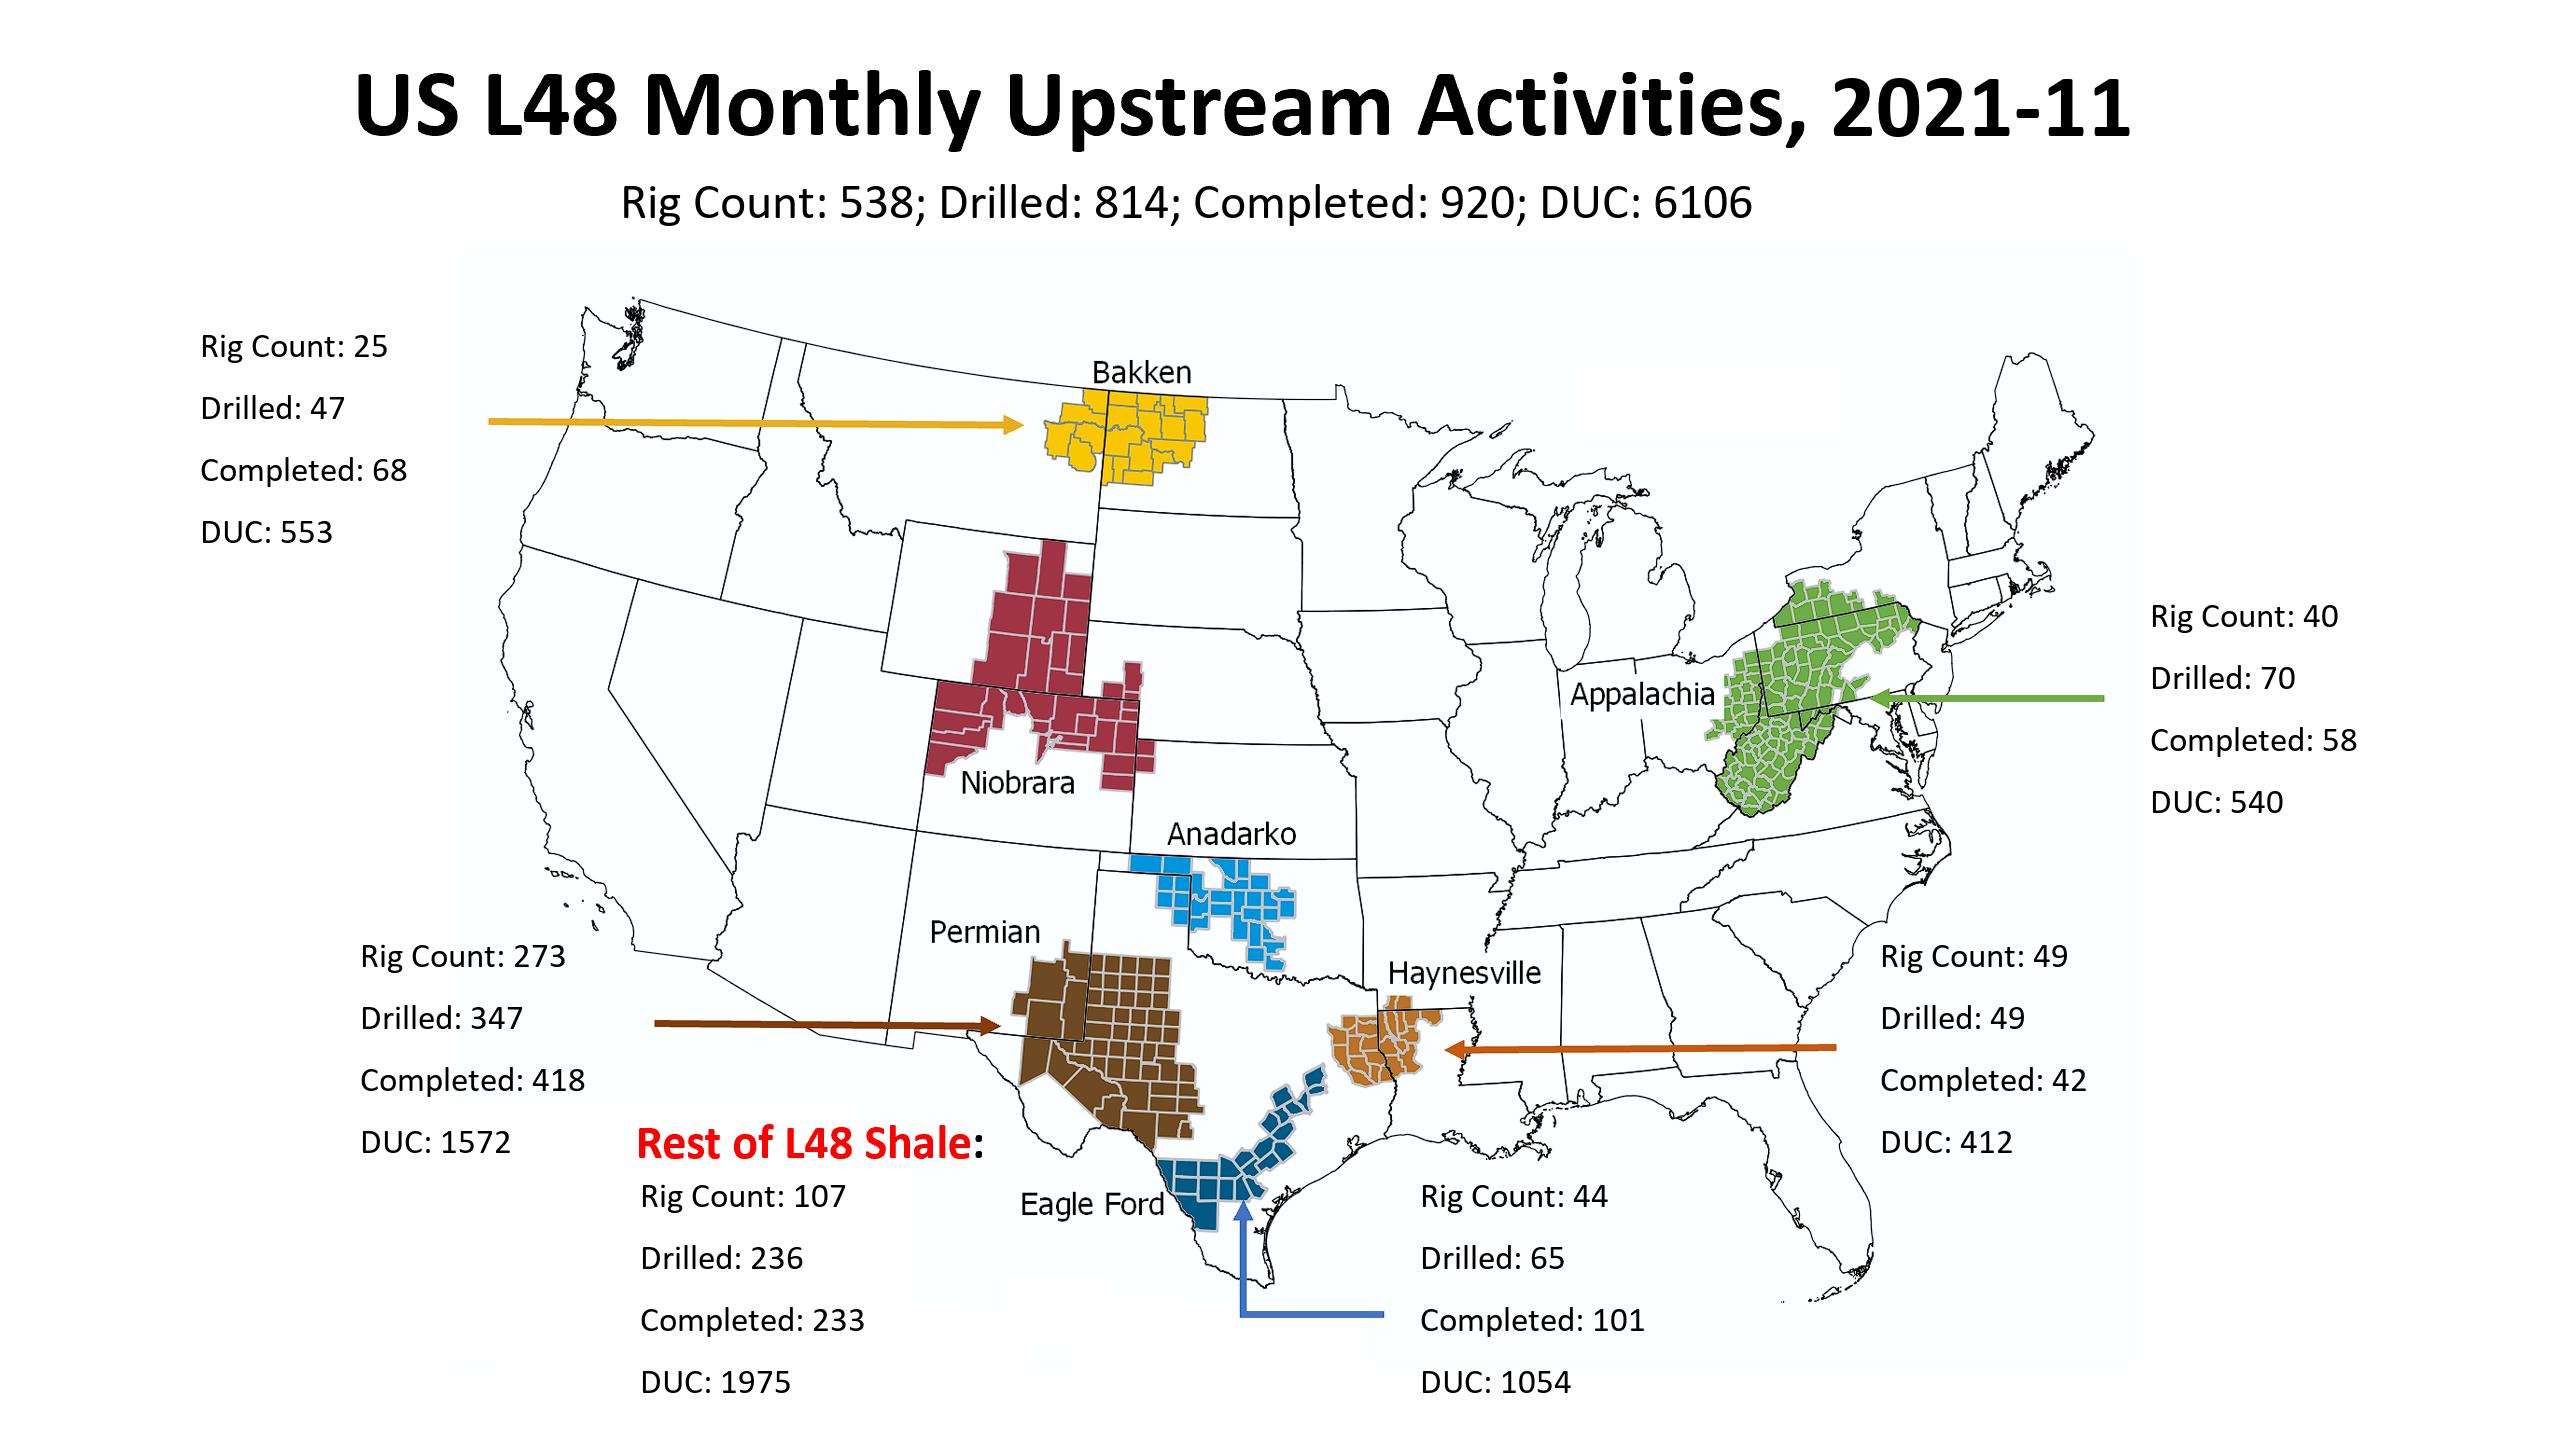 US L48 Monthly Upstream Activities, 2021-11
Rig Count: 538; Drilled: 814; Completed: 920; DUC: 6106
Rig Count: 25
Drilled: 47
Completed: 68
DUC: 553
Bakken
Rig Count: 40
Drilled: 70
Completed: 58
DUC: 540
Appalachia
Niobrara
Anadarko
Permian
Rig Count: 273
Drilled: 347
Completed: 418
DUC: 1572
Haynesville
Rig Count: 49
Drilled: 49
Completed: 42
DUC: 412
Rest of L48 Shale:
Rig Count: 107
Drilled: 236
Completed: 233
DUC: 1975
Eagle Ford
Rig Count: 44
Drilled: 65
Completed: 101
DUC: 1054